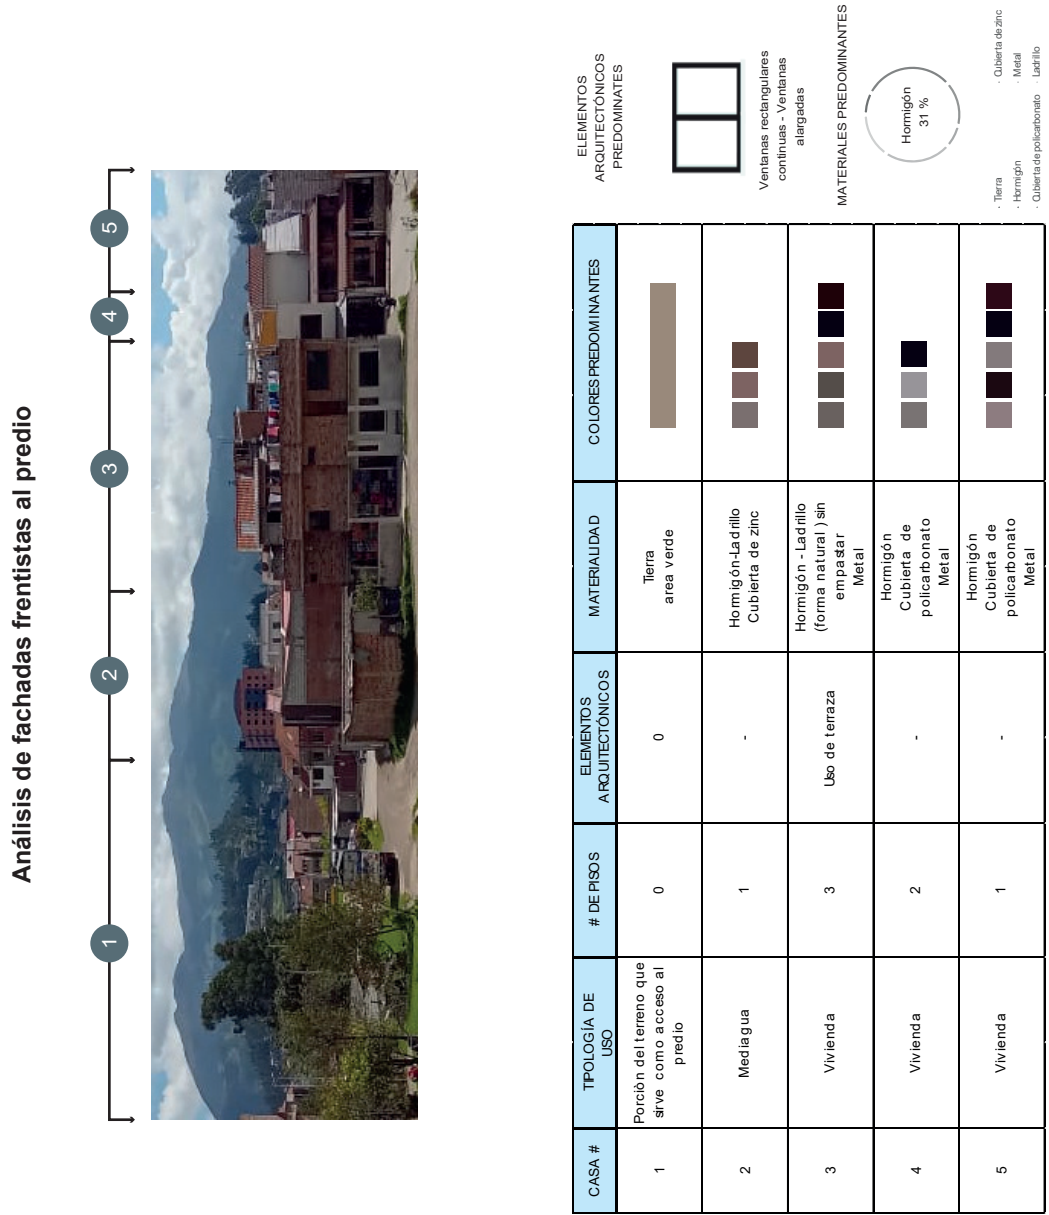 Análisis de fachadas frentistas al predio
1
2
3
4
5
CASA #
TIPOLOGÍA DE
USO
# DE PISOS
ELEMENTOS
ARQUITECTÓNICOS
MATERIALIDAD
COLORES PREDOMINANTES
1
Porciòn del terreno que
sirve como acceso al
predio
0
0
Tierra
area verde
2
Mediagua
1
-
Hormigón-Ladrillo
Cubierta de zinc
3
Vivienda
3
Uso de terraza
Hormigón - Ladrillo
(forma natural ) sin
empastar
Metal
4
Vivienda
2
-
Hormigón
Cubierta de
policarbonato
Metal
5
Vivienda
1
-
Hormigón
Cubierta de
policarbonato
Metal
ELEMENTOS
ARQUITECTÓNICOS
PREDOMINATES
Ventanas rectangulares
continuas - Ventanas
alargadas
MATERIALES PREDOMINANTES
Hormigón
31 %
· Tierra
· Hormigón
· Cubierta de policarbonato
· Cubierta de zinc
· Metal
· Ladrillo